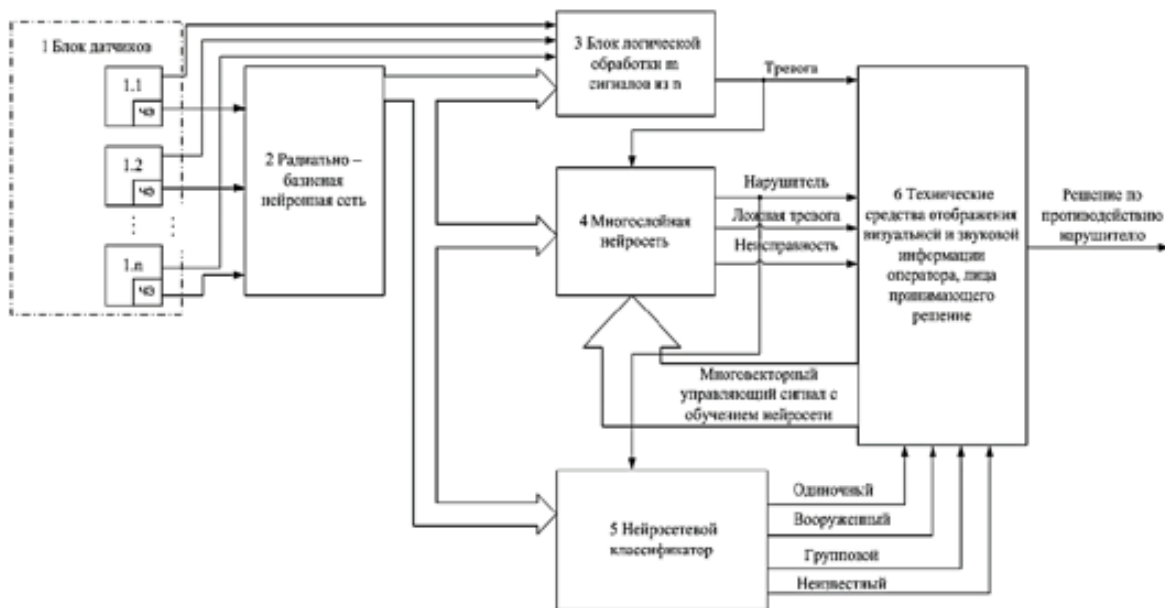 1 Блок датчиков
1.1
ЧЭ
1.2
ЧЭ
1.n
ЧЭ
2 Радиально –
базисная
нейронная сеть
3 Блок логической
обработки m
сигналов из n
Тревога
4 Многослойная
нейросеть
Нарушитель
Ложная тревога
Неисправность
6 Технические
средства отображения
визуальной и звуковой
информации
оператора, лица
принимающего
решение
Решение по
противодействию
нарушителю
Многовекторный
управляющий сигнал с
обучением нейросети
5 Нейросетевой
классификатор
Одиночный
Вооруженный
Групповой
Неизвестный